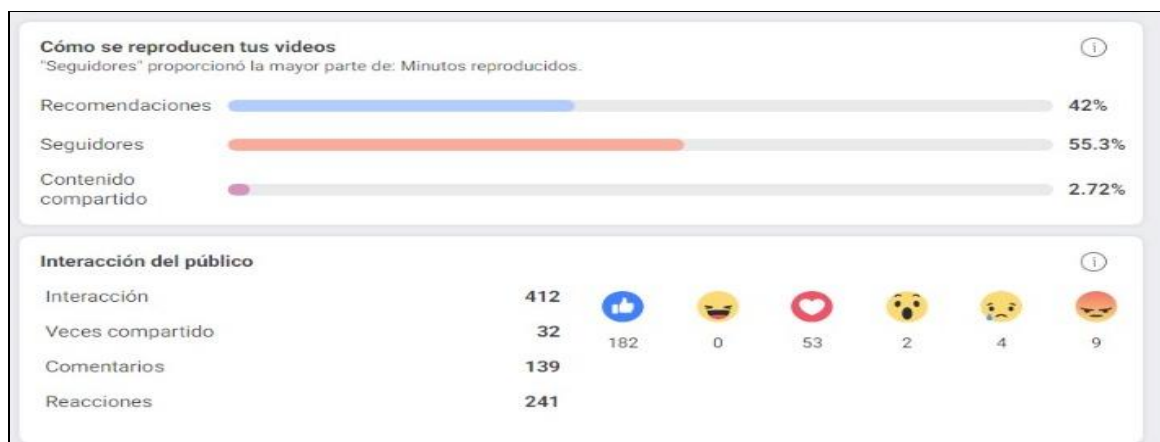 Cómo se reproducen tus videos
"Seguidores" proporcionó la mayor parte de: Minutos reproducidos.
Recomendaciones 42%
Seguidores 55.3%
Contenido
compartido 2.72%
Interacción del público
Interacción 412
Veces compartido 32
182 0 53 2 4 9
Comentarios 139
Reacciones 241